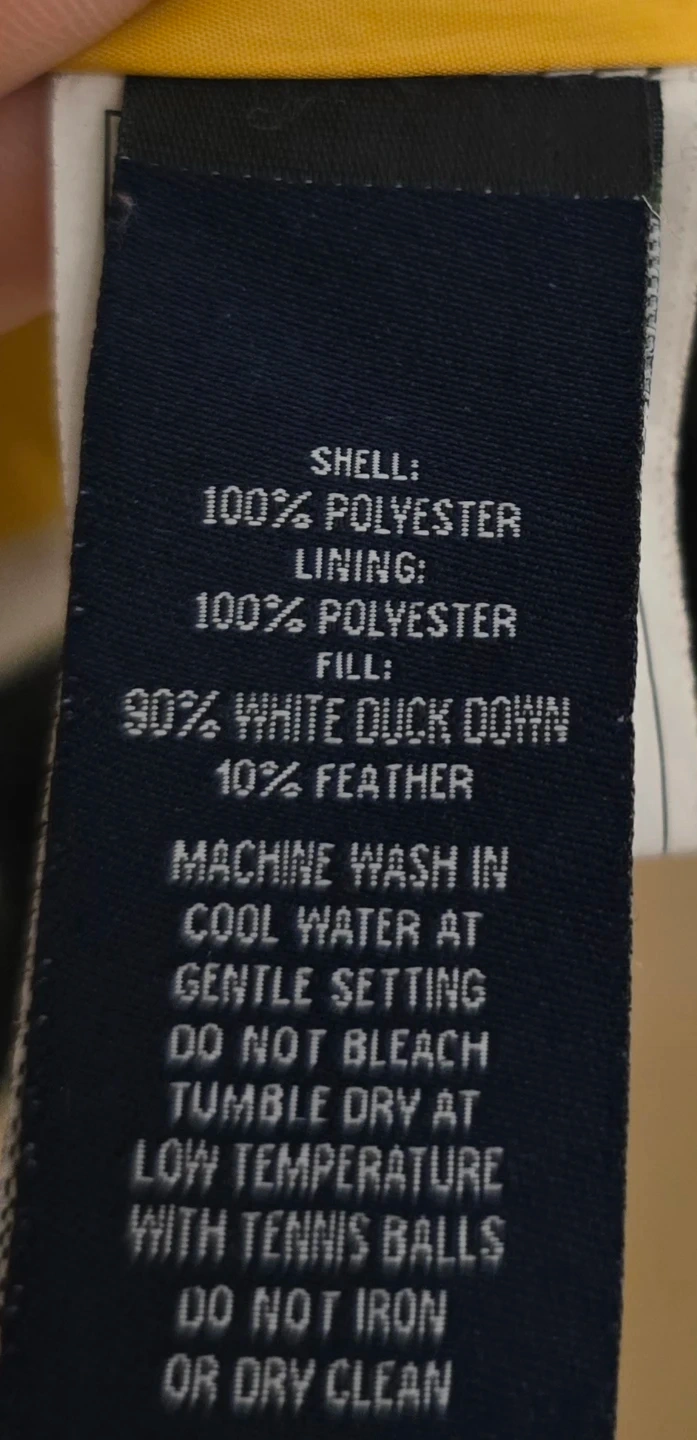 SHELL:
100% POLYESTER
LINING:
100% POLYESTER
FILL:
90% WHITE DUCK DOWN
10% FEATHER
MACHINE WASH IN
COOL WATER AT
GENTLE SETTING
DO NOT BLEACH
TUMBLE DRY AT
LOW TEMPERATURE
WITH TENNIS BALLS
DO NOT IRON
OR DRY CLEAN